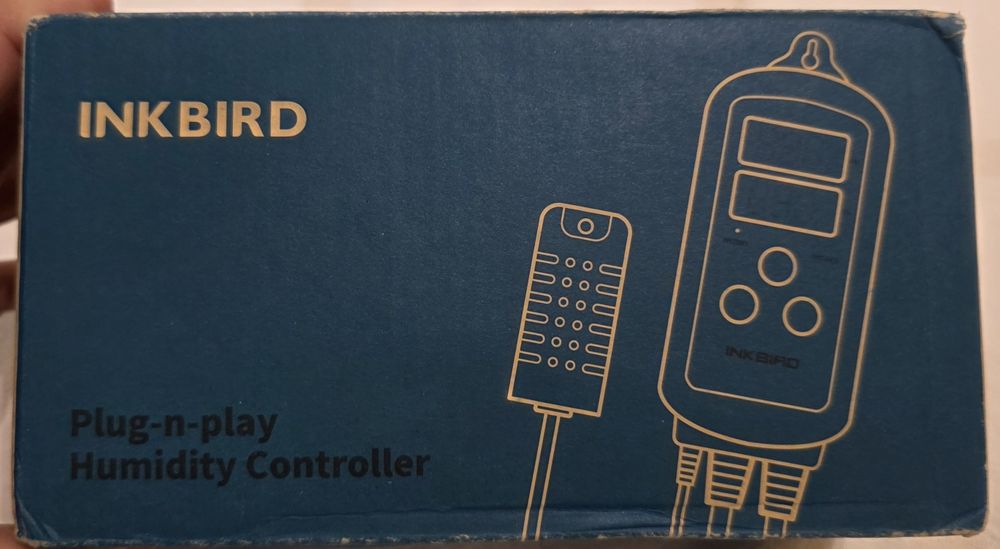 INKBIRD
INKBIRD
Plug-n-play
Humidity Controller